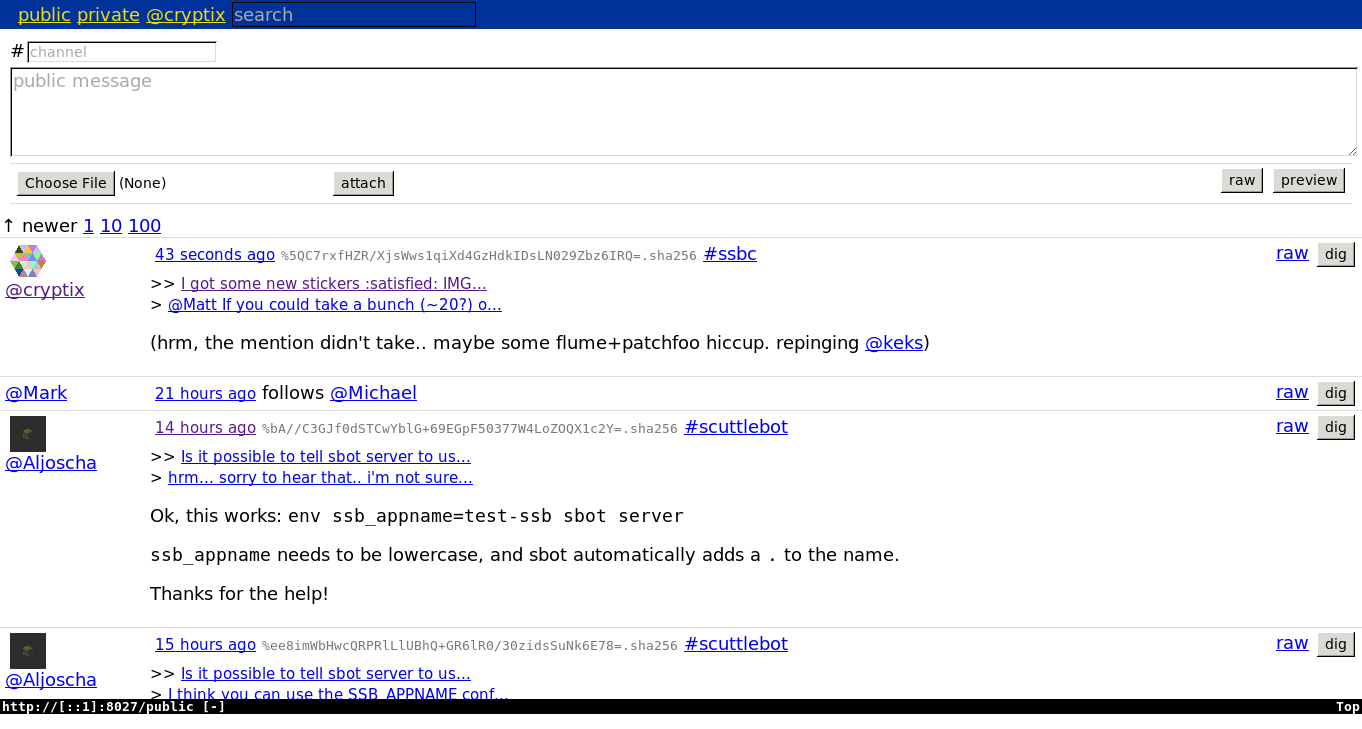 public private @cryptix search
# channel
public message
Choose File (None) attach raw preview
↑ newer 1 10 100
43 seconds ago %5QC7rxfHZR/XjsWws1qiXd4GzHdkIDsLN029Zbz6IRQ=.sha256 #ssbc raw dig
@cryptix
>> I got some new stickers :satisfied: IMG…
> @Matt If you could take a bunch (~20?) o…
(hrm, the mention didn't take.. maybe some flume+patchfoo hiccup. repinging @keks)
@Mark 21 hours ago follows @Michael raw dig
14 hours ago %bA//C3GJf0dSTCwYblG+69EGpF50377W4LoZOQX1c2Y=.sha256 #scuttlebot raw dig
@Aljoscha
>> Is it possible to tell sbot server to us…
> hrm… sorry to hear that.. i'm not sure…
Ok, this works: env ssb_appname=test-ssb sbot server
ssb_appname needs to be lowercase, and sbot automatically adds a . to the name.
Thanks for the help!
15 hours ago %ee8imWbHwcQRPRlLlUBhQ+GR6lR0/30zidsSuNk6E78=.sha256 #scuttlebot raw dig
@Aljoscha
>> Is it possible to tell sbot server to us…
> I think you can use the SSB_APPNAME conf…
http://[::1]:8027/public [-] Top